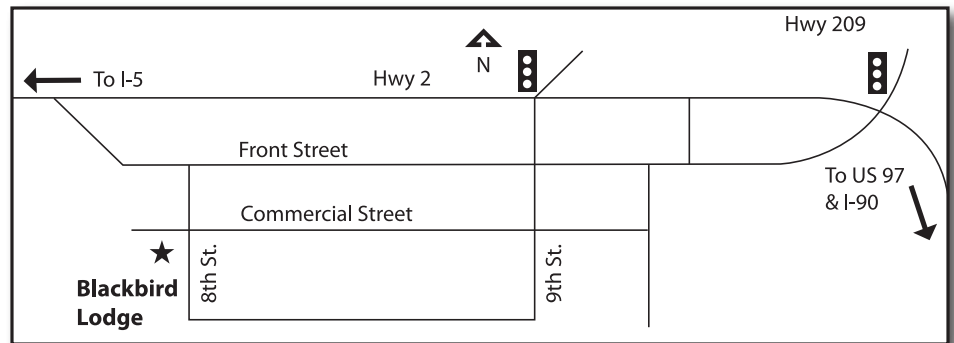 Hwy 209
To I-5
Hwy 2
N
Front Street
To US 97
& I-90
Commercial Street
8th St.
9th St.
Blackbird
Lodge